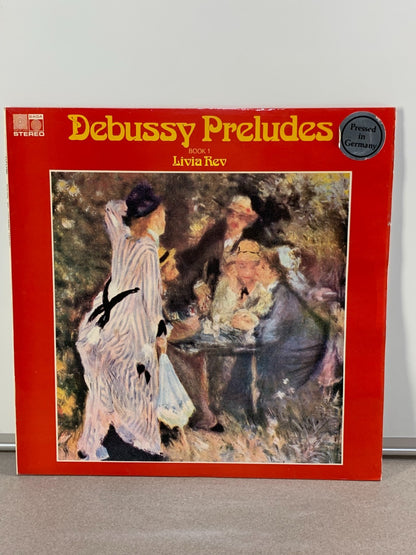 SAGA
STEREO
Debussy Preludes
BOOK 1
Livia Rev
Pressed
in
Germany